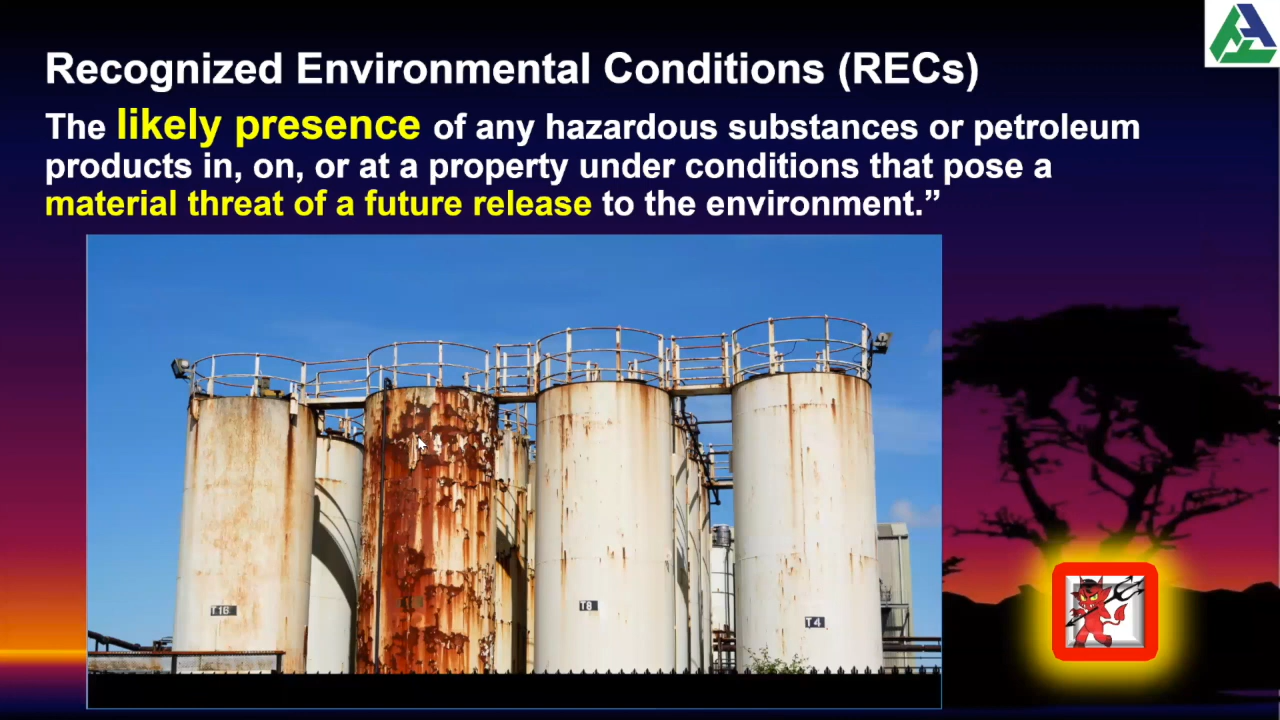 Recognized Environmental Conditions (RECs)
The likely presence of any hazardous substances or petroleum
products in, on, or at a property under conditions that pose a
material threat of a future release to the environment.”
T16
T8
T4